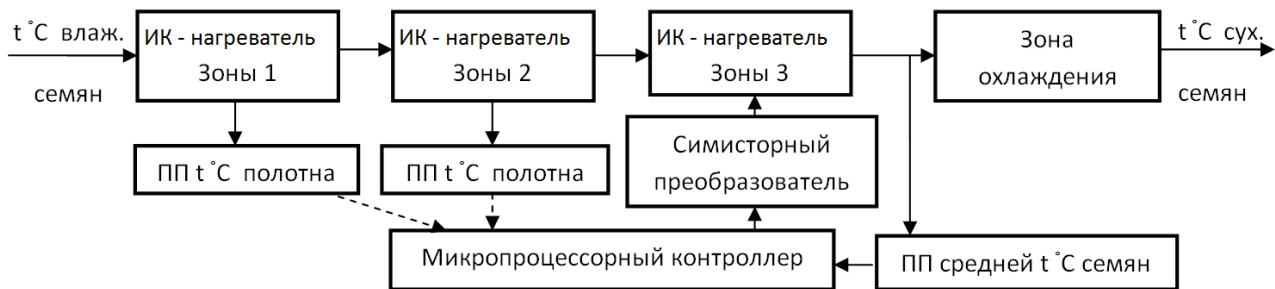 t °C влаж.
семян
ИК - нагреватель
Зоны 1
ИК - нагреватель
Зоны 2
ИК - нагреватель
Зоны 3
Зона
охлаждения
t °C сух.
семян
ПП t °C полотна
ПП t °C полотна
Симисторный
преобразователь
Микропроцессорный контроллер
ПП средней t °C семян